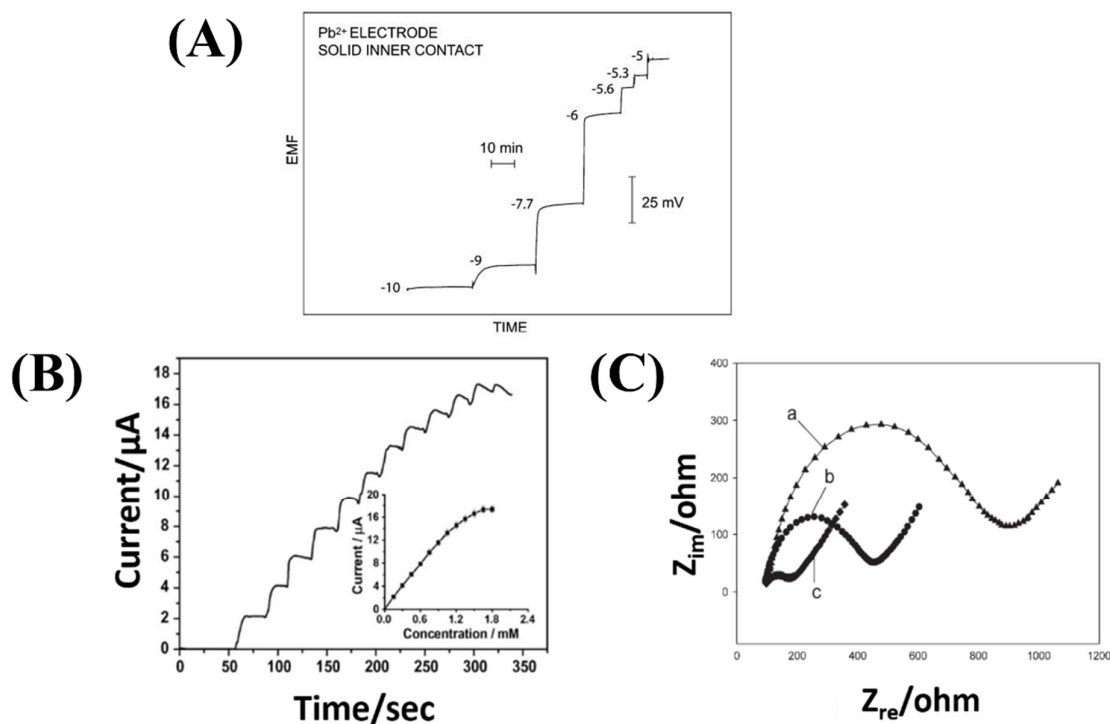 (A)
Pb²⁺ ELECTRODE
SOLID INNER CONTACT
-5
-5.3
-5.6
-6
10 min
-7.7
25 mV
-9
-10
EMF
TIME
(B)
18
16
14
12
10
8
6
4
2
0
0 50 100 150 200 250 300 350
Current/µA
Time/sec
20
16
12
8
4
0
0.0 0.6 1.2 1.8 2.4
Current / µA
Concentration / mM
(C)
400
300
200
100
0
a
b
c
0 200 400 600 800 1000 1200
Zim/ohm
Zre/ohm